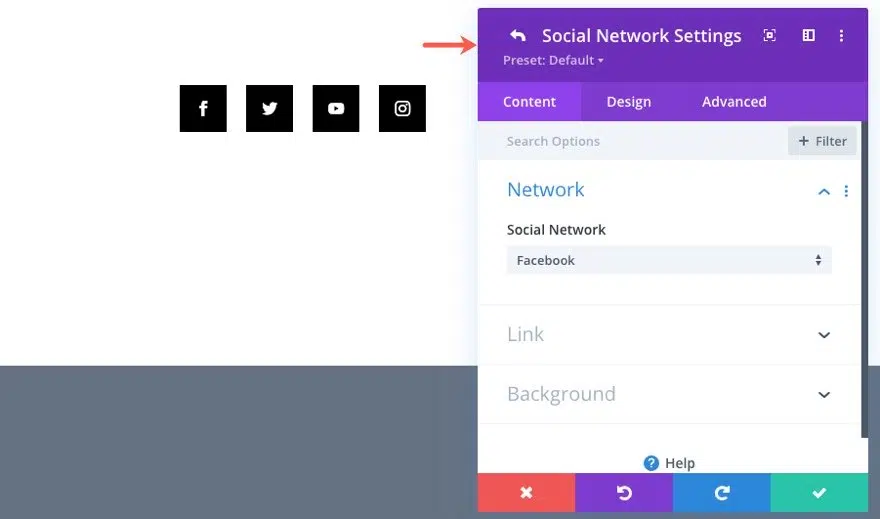 Social Network Settings
Preset: Default
Content Design Advanced
Search Options + Filter
Network
Social Network
Facebook
Link
Background
? Help